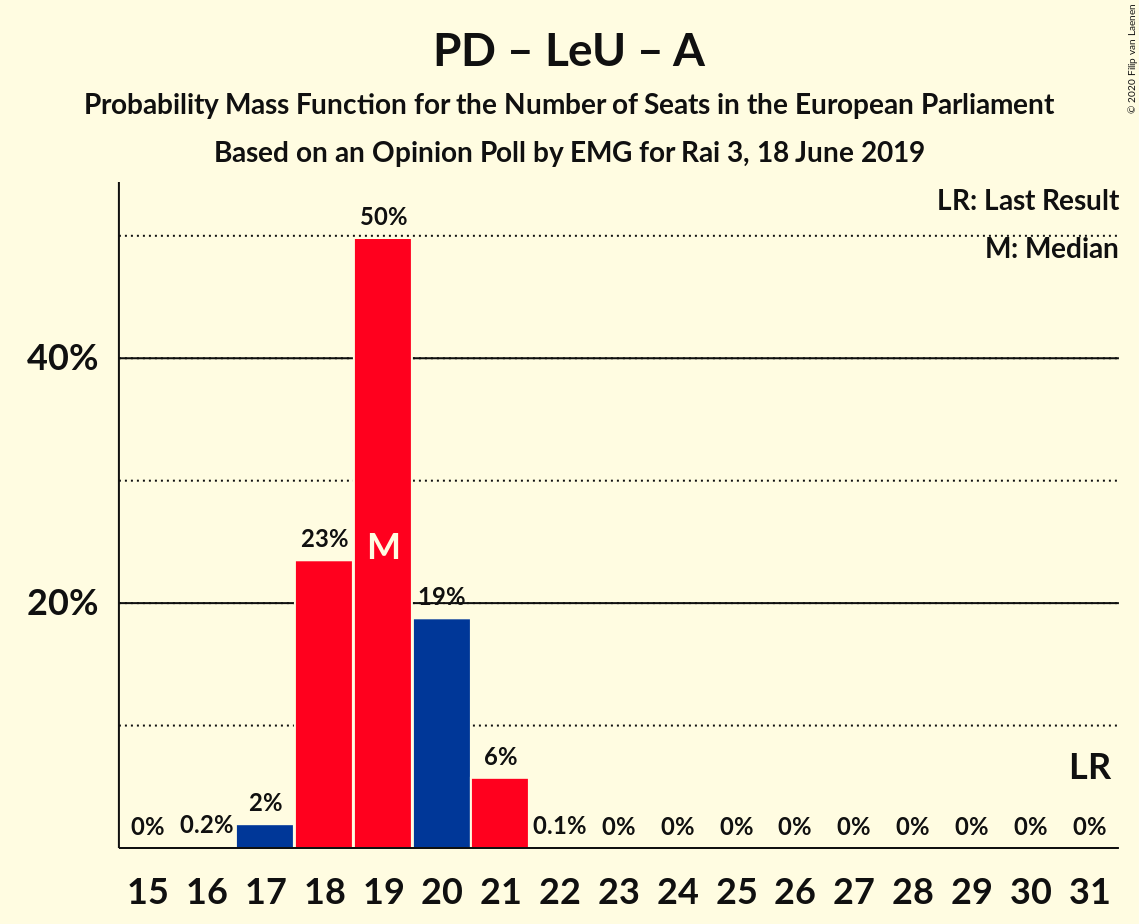 PD – LeU – A
Probability Mass Function for the Number of Seats in the European Parliament
Based on an Opinion Poll by EMG for Rai 3, 18 June 2019
© 2020 Filip van Laenen
LR: Last Result
M: Median
50%
40%
23%
M
20%
19%
6%
LR
0% 0.2% 2% 0.1% 0% 0% 0% 0% 0% 0% 0% 0% 0%
15 16 17 18 19 20 21 22 23 24 25 26 27 28 29 30 31